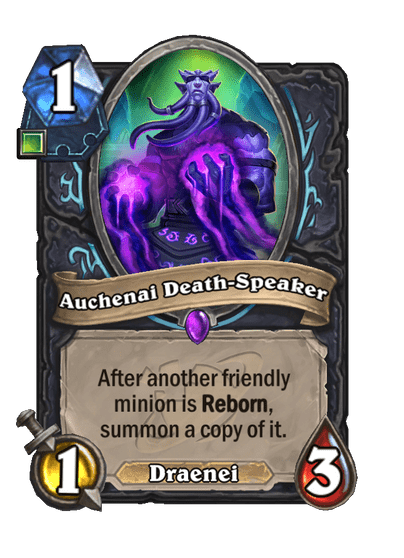 1
Auchenai Death-Speaker
After another friendly
minion is Reborn,
summon a copy of it.
1
Draenei
3